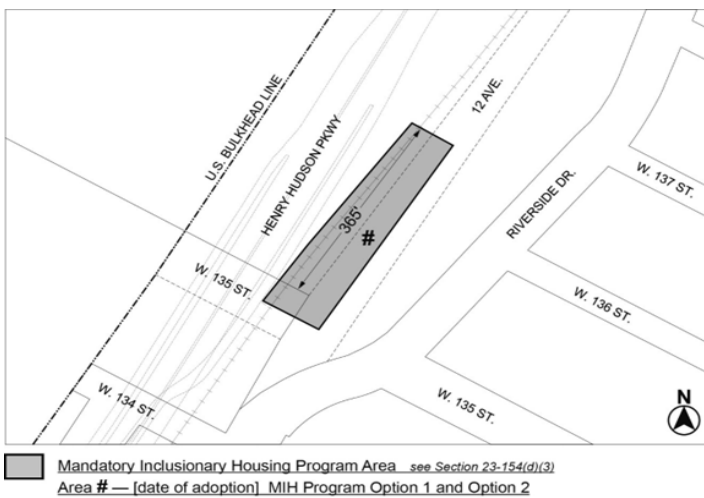 U.S. BULKHEAD LINE
HENRY HUDSON PKWY
12 AVE.
RIVERSIDE DR.
W. 137 ST.
365'
#
W. 135 ST.
W. 136 ST.
W. 134 ST.
W. 135 ST.
N
Mandatory Inclusionary Housing Program Area see Section 23-154(d)(3)
Area # — [date of adoption] MIH Program Option 1 and Option 2